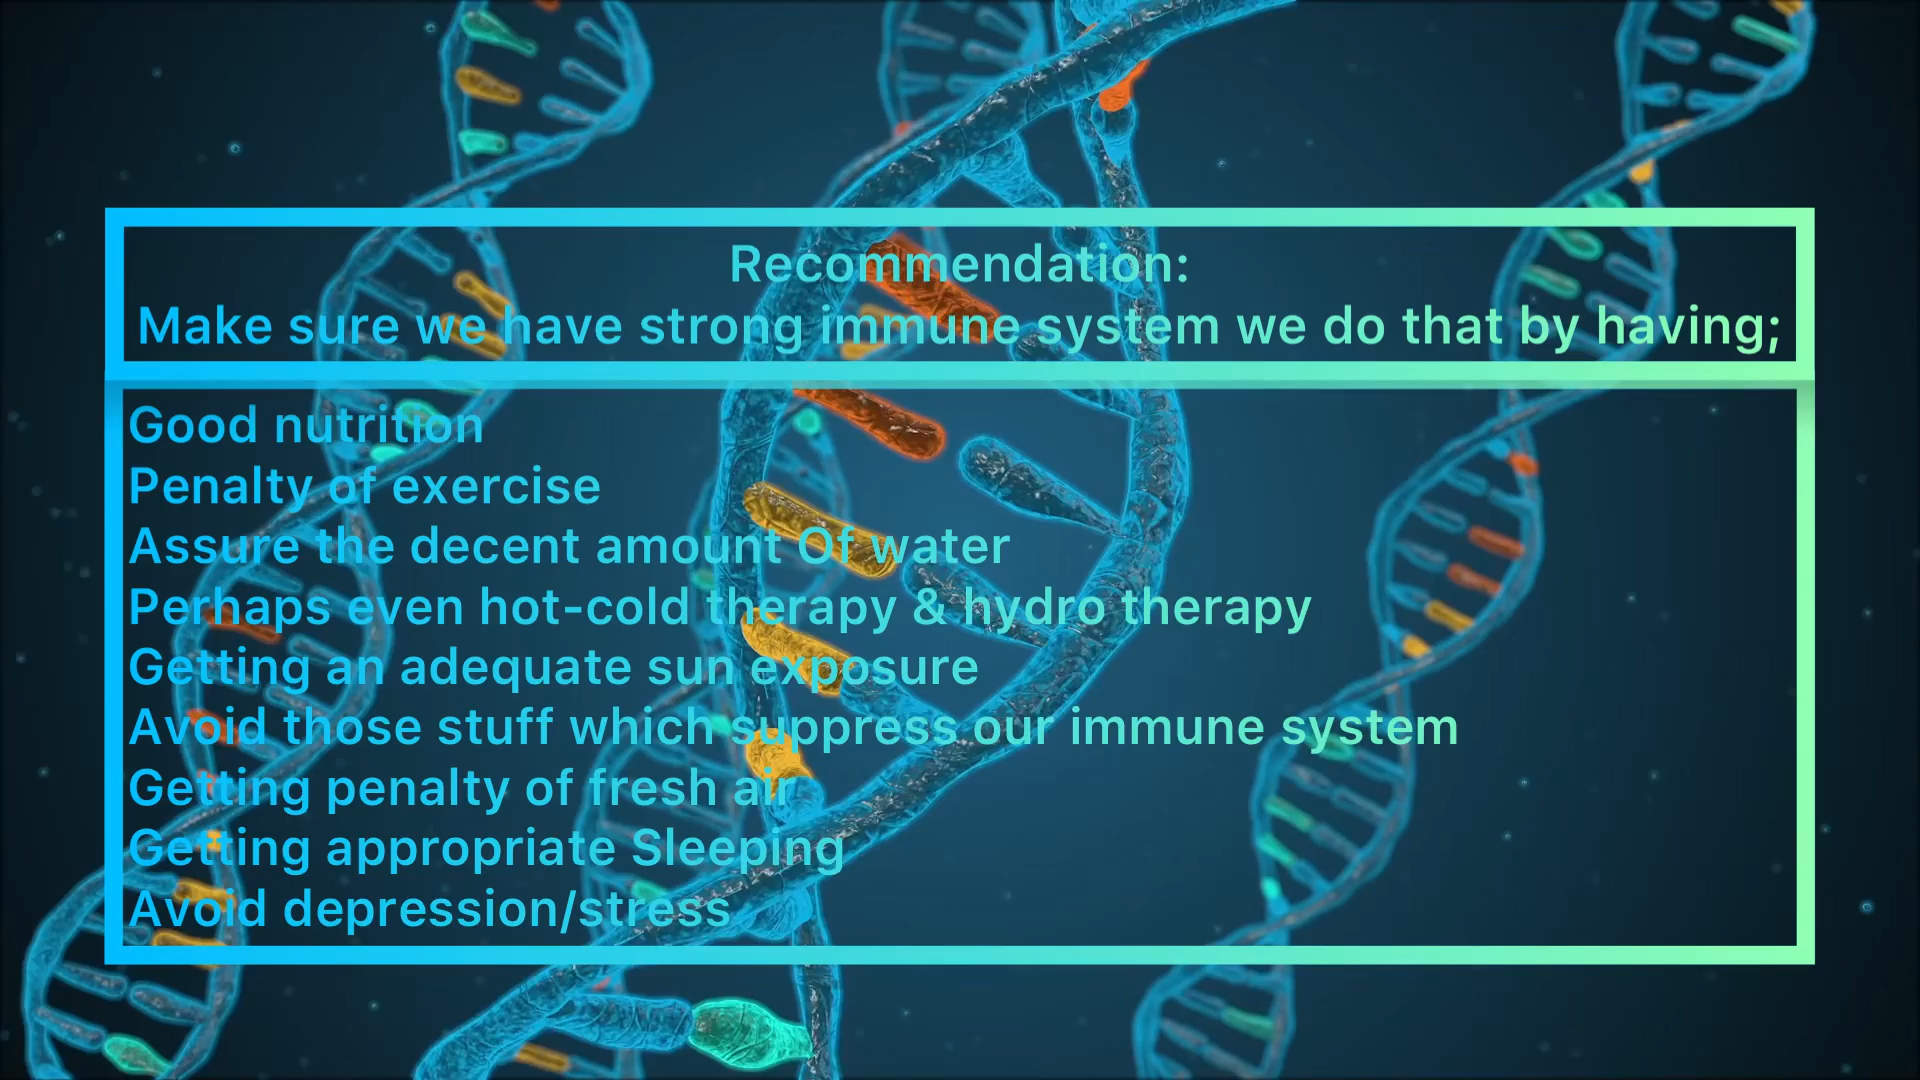 Recommendation:
Make sure we have strong immune system we do that by having;
Good nutrition
Penalty of exercise
Assure the decent amount Of water
Perhaps even hot-cold therapy & hydro therapy
Getting an adequate sun exposure
Avoid those stuff which suppress our immune system
Getting penalty of fresh air
Getting appropriate Sleeping
Avoid depression/stress